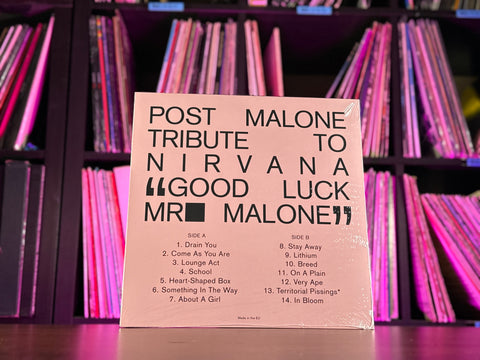 POST MALONE
TRIBUTE TO
NIRVANA
“GOOD LUCK
MR■ MALONE”
SIDE A
1. Drain You
2. Come As You Are
3. Lounge Act
4. School
5. Heart-Shaped Box
6. Something In The Way
7. About A Girl
SIDE B
8. Stay Away
9. Lithium
10. Breed
11. On A Plain
12. Very Ape
13. Territorial Pissings*
14. In Bloom
Made in the EU